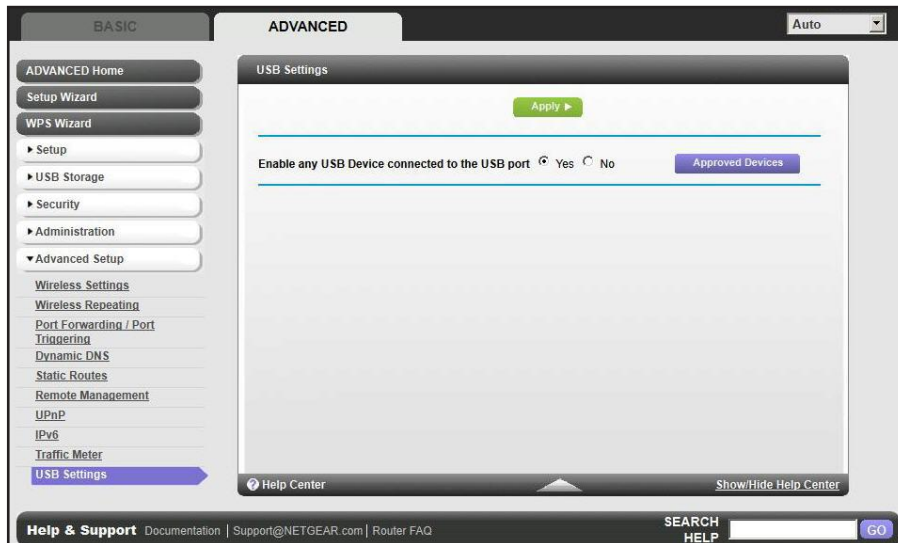 BASIC
ADVANCED
Auto
ADVANCED Home
Setup Wizard
WPS Wizard
Setup
USB Storage
Security
Administration
Advanced Setup
Wireless Settings
Wireless Repeating
Port Forwarding / Port
Triggering
Dynamic DNS
Static Routes
Remote Management
UPnP
IPv6
Traffic Meter
USB Settings
USB Settings
Apply
Enable any USB Device connected to the USB port Yes No
Approved Devices
Help Center
Show/Hide Help Center
Help & Support Documentation | Support@NETGEAR.com | Router FAQ
SEARCH
HELP
GO